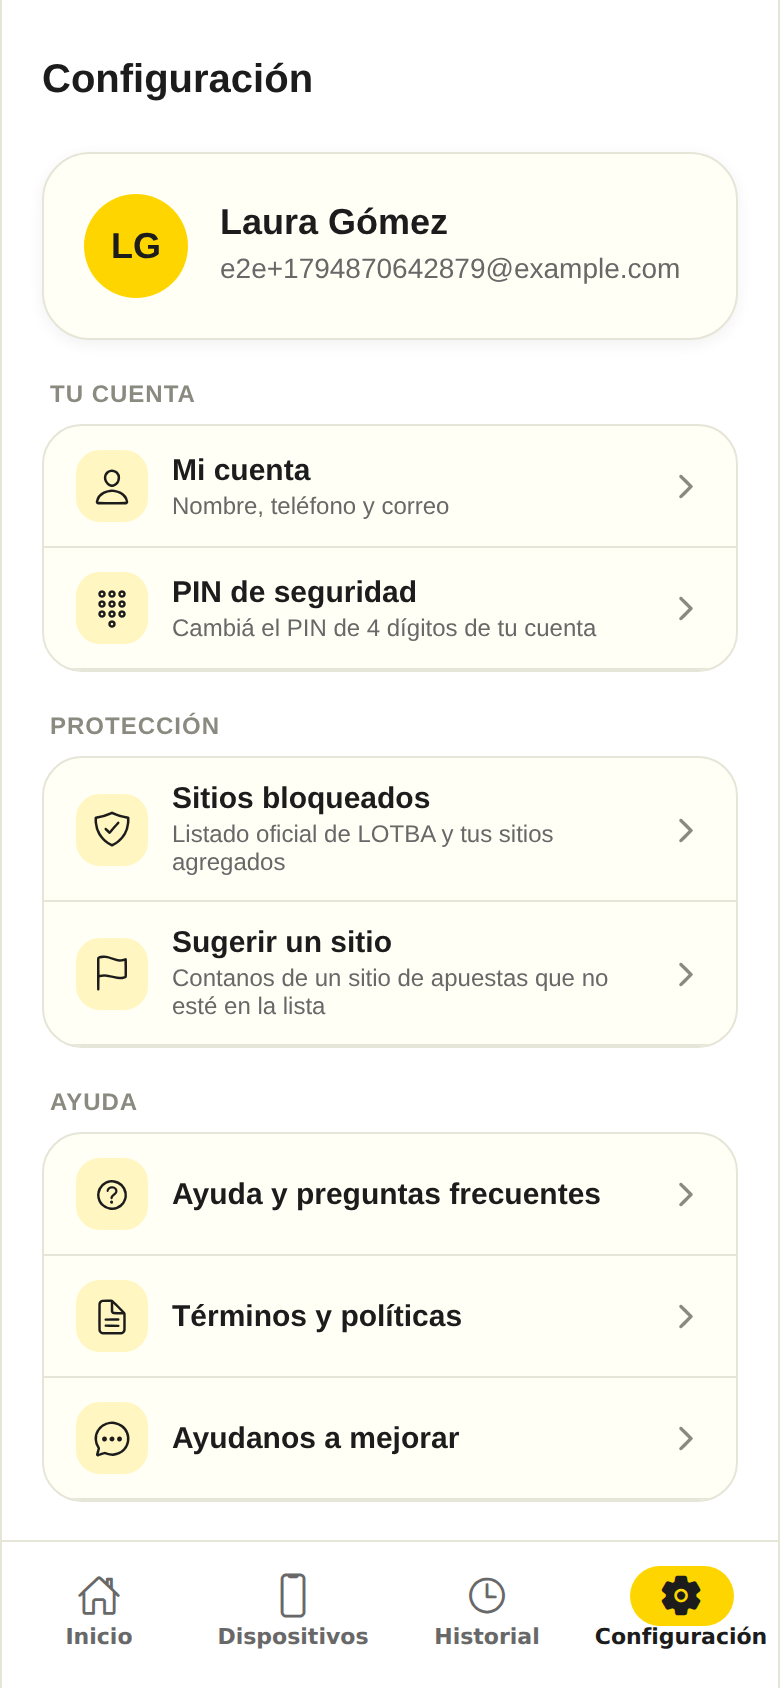 Configuración
LG
Laura Gómez
e2e+1794870642879@example.com
TU CUENTA
Mi cuenta
Nombre, teléfono y correo
PIN de seguridad
Cambiá el PIN de 4 dígitos de tu cuenta
PROTECCIÓN
Sitios bloqueados
Listado oficial de LOTBA y tus sitios
agregados
Sugerir un sitio
Contanos de un sitio de apuestas que no
esté en la lista
AYUDA
Ayuda y preguntas frecuentes
Términos y políticas
Ayudanos a mejorar
Inicio
Dispositivos
Historial
Configuración